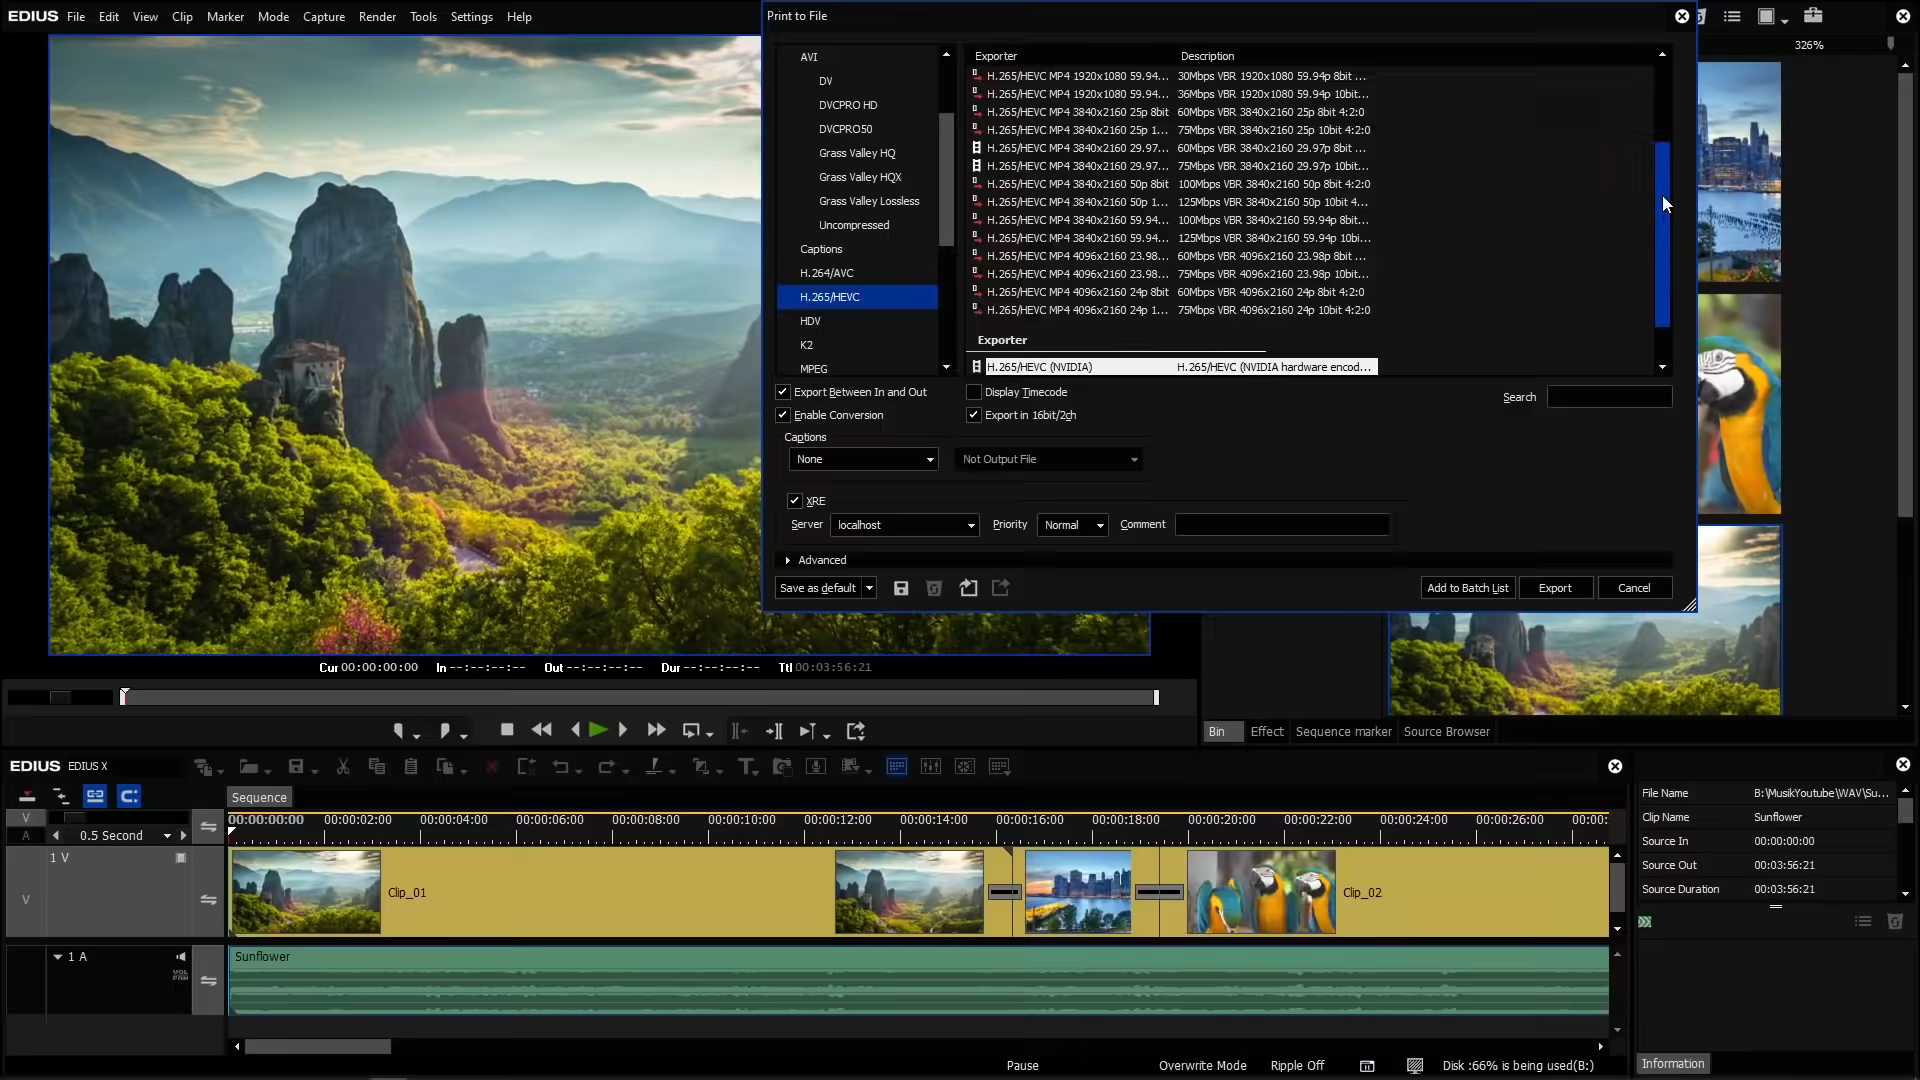 EDIUS File Edit View Clip Marker Mode Capture Render Tools Settings Help
Print to File
326%
AVI
DV
DVCPRO HD
DVCPRO50
Grass Valley HQ
Grass Valley HQX
Grass Valley Lossless
Uncompressed
Captions
H.264/AVC
H.265/HEVC
HDV
K2
MPEG
Exporter Description
H.265/HEVC MP4 1920x1080 59.94... 30Mbps VBR 1920x1080 59.94p 8bit ...
H.265/HEVC MP4 1920x1080 59.94... 36Mbps VBR 1920x1080 59.94p 10bit...
H.265/HEVC MP4 3840x2160 25p 8bit 60Mbps VBR 3840x2160 25p 8bit 4:2:0
H.265/HEVC MP4 3840x2160 25p 1... 75Mbps VBR 3840x2160 25p 10bit 4:2:0
H.265/HEVC MP4 3840x2160 29.97... 60Mbps VBR 3840x2160 29.97p 8bit ...
H.265/HEVC MP4 3840x2160 29.97... 75Mbps VBR 3840x2160 29.97p 10bit...
H.265/HEVC MP4 3840x2160 50p 8bit 100Mbps VBR 3840x2160 50p 8bit 4:2:0
H.265/HEVC MP4 3840x2160 50p 1... 125Mbps VBR 3840x2160 50p 10bit 4...
H.265/HEVC MP4 3840x2160 59.94... 100Mbps VBR 3840x2160 59.94p 8bit...
H.265/HEVC MP4 3840x2160 59.94... 125Mbps VBR 3840x2160 59.94p 10bi...
H.265/HEVC MP4 4096x2160 23.98... 60Mbps VBR 4096x2160 23.98p 8bit ...
H.265/HEVC MP4 4096x2160 23.98... 75Mbps VBR 4096x2160 23.98p 10bit...
H.265/HEVC MP4 4096x2160 24p 8bit 60Mbps VBR 4096x2160 24p 8bit 4:2:0
H.265/HEVC MP4 4096x2160 24p 1... 75Mbps VBR 4096x2160 24p 10bit 4:2:0
Exporter
H.265/HEVC (NVIDIA) H.265/HEVC (NVIDIA hardware encod...
Export Between In and Out Display Timecode
Search
Enable Conversion Export in 16bit/2ch
Captions
None Not Output File
XRE
Server localhost Priority Normal Comment
Advanced
Save as default Add to Batch List Export Cancel
Cur 00:00:00:00 In --:--:--:-- Out --:--:--:-- Dur --:--:--:-- Ttl 00:03:56:21
Bin Effect Sequence marker Source Browser
EDIUS EDIUS X
Sequence
V
A 0.5 Second
00:00:00:00 00:00:02:00 00:00:04:00 00:00:06:00 00:00:08:00 00:00:10:00 00:00:12:00 00:00:14:00 00:00:16:00 00:00:18:00 00:00:20:00 00:00:22:00 00:00:24:00 00:00:26:00 00:00:
1 V
V
Clip_01 Clip_02
1 A
VOL
PAN
Sunflower
File Name B:\MusikYoutube\WAV\Su...
Clip Name Sunflower
Source In 00:00:00:00
Source Out 00:03:56:21
Source Duration 00:03:56:21
Pause Overwrite Mode Ripple Off Disk :66% is being used(B:)
Information